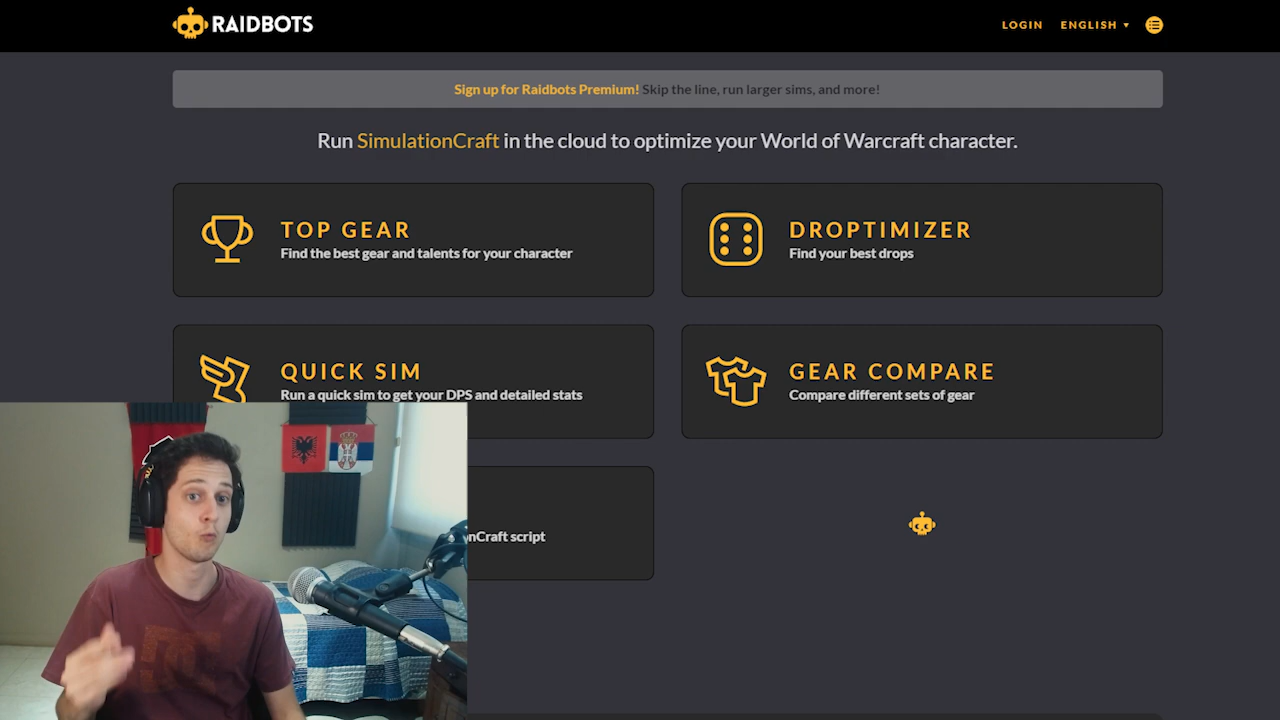 RAIDBOTS
LOGIN
ENGLISH
Sign up for Raidbots Premium! Skip the line, run larger sims, and more!
Run SimulationCraft in the cloud to optimize your World of Warcraft character.
TOP GEAR
Find the best gear and talents for your character
DROPTIMIZER
Find your best drops
QUICK SIM
Run a quick sim to get your DPS and detailed stats
GEAR COMPARE
Compare different sets of gear
nCraft script